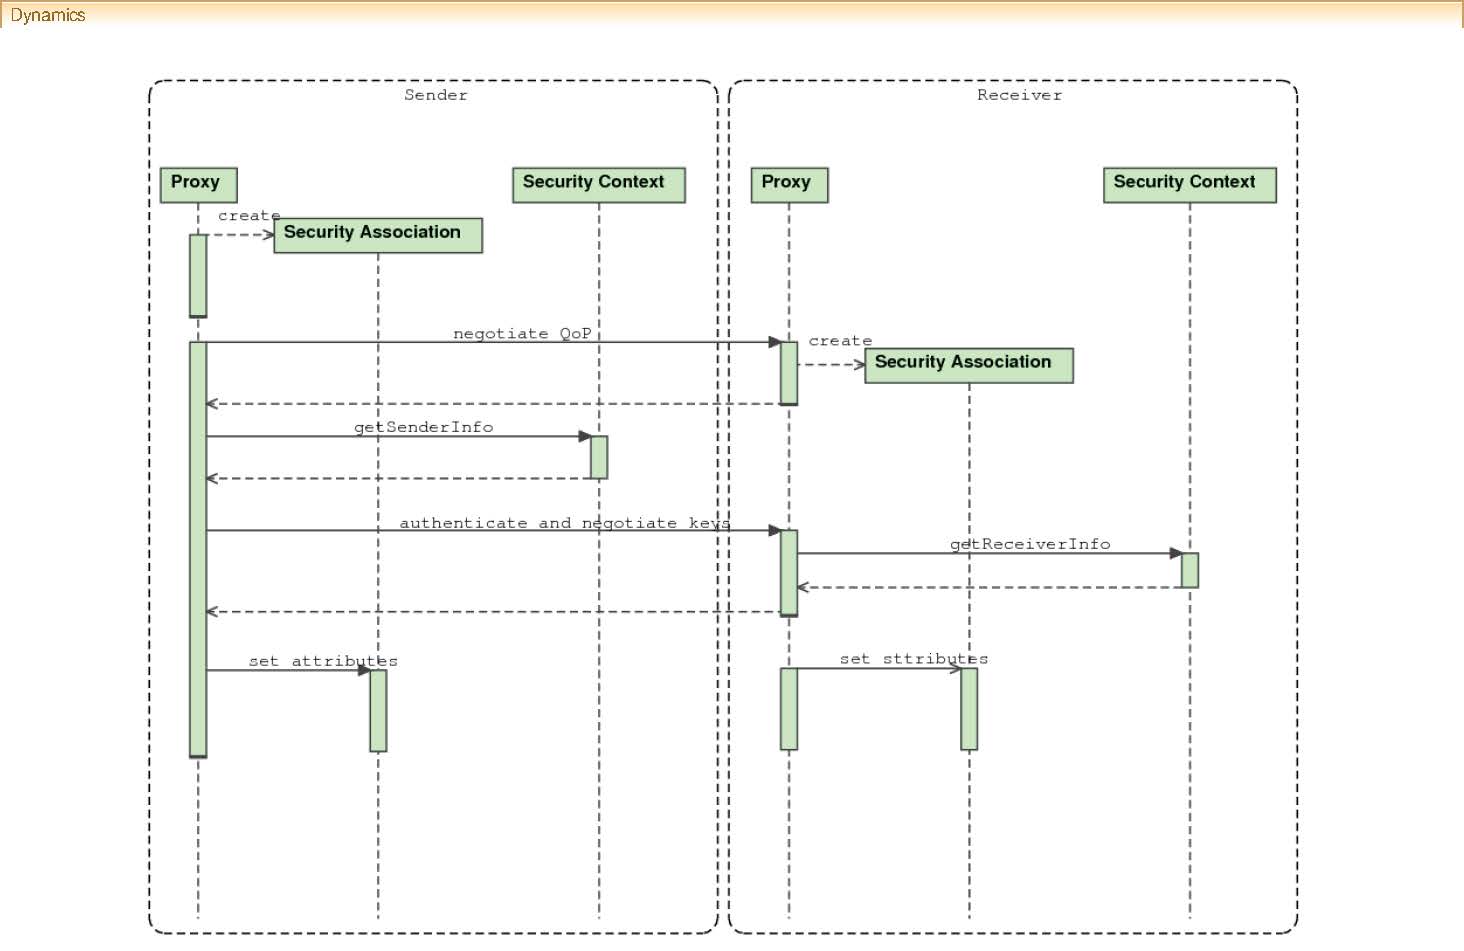 Dynamics
Sender
Receiver
Proxy
Security Context
Proxy
Security Context
create
Security Association
negotiate QoP
create
Security Association
getSenderInfo
authenticate and negotiate keys
getReceiverInfo
set attributes
set sttributes